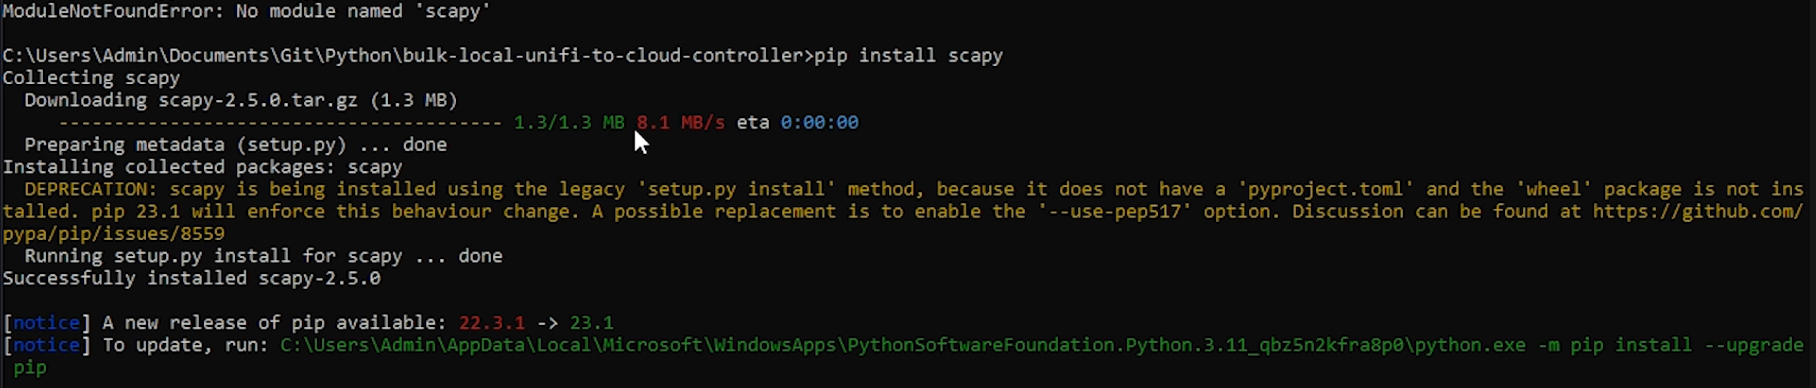 ModuleNotFoundError: No module named 'scapy'
C:\Users\Admin\Documents\Git\Python\bulk-local-unifi-to-cloud-controller>pip install scapy
Collecting scapy
  Downloading scapy-2.5.0.tar.gz (1.3 MB)
     ---------------------------------------- 1.3/1.3 MB 8.1 MB/s eta 0:00:00
  Preparing metadata (setup.py) ... done
Installing collected packages: scapy
  DEPRECATION: scapy is being installed using the legacy 'setup.py install' method, because it does not have a 'pyproject.toml' and the 'wheel' package is not ins
talled. pip 23.1 will enforce this behaviour change. A possible replacement is to enable the '--use-pep517' option. Discussion can be found at https://github.com/
pypa/pip/issues/8559
  Running setup.py install for scapy ... done
Successfully installed scapy-2.5.0
[notice] A new release of pip available: 22.3.1 -> 23.1
[notice] To update, run: C:\Users\Admin\AppData\Local\Microsoft\WindowsApps\PythonSoftwareFoundation.Python.3.11_qbz5n2kfra8p0\python.exe -m pip install --upgrade
 pip